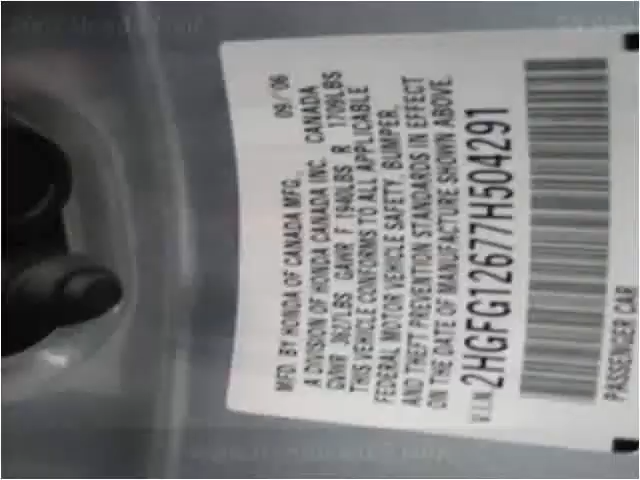 MFD. BY HONDA OF CANADA MFG., 09/06
A DIVISION OF HONDA CANADA INC. CANADA
GVWR 3627LBS GAWR F 1940LBS R 1709LBS
THIS VEHICLE CONFORMS TO ALL APPLICABLE
FEDERAL MOTOR VEHICLE SAFETY, BUMPER,
AND THEFT PREVENTION STANDARDS IN EFFECT
ON THE DATE OF MANUFACTURE SHOWN ABOVE.
V.I.N. 2HGFG12677H504291
PASSENGER CAR